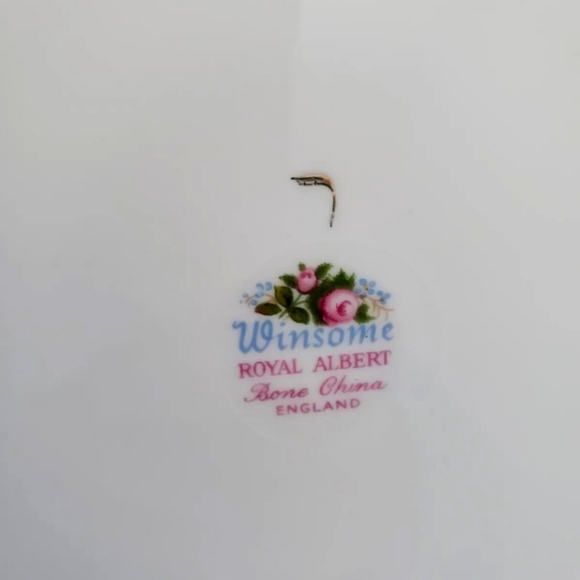 Winsome
ROYAL ALBERT
Bone China
ENGLAND